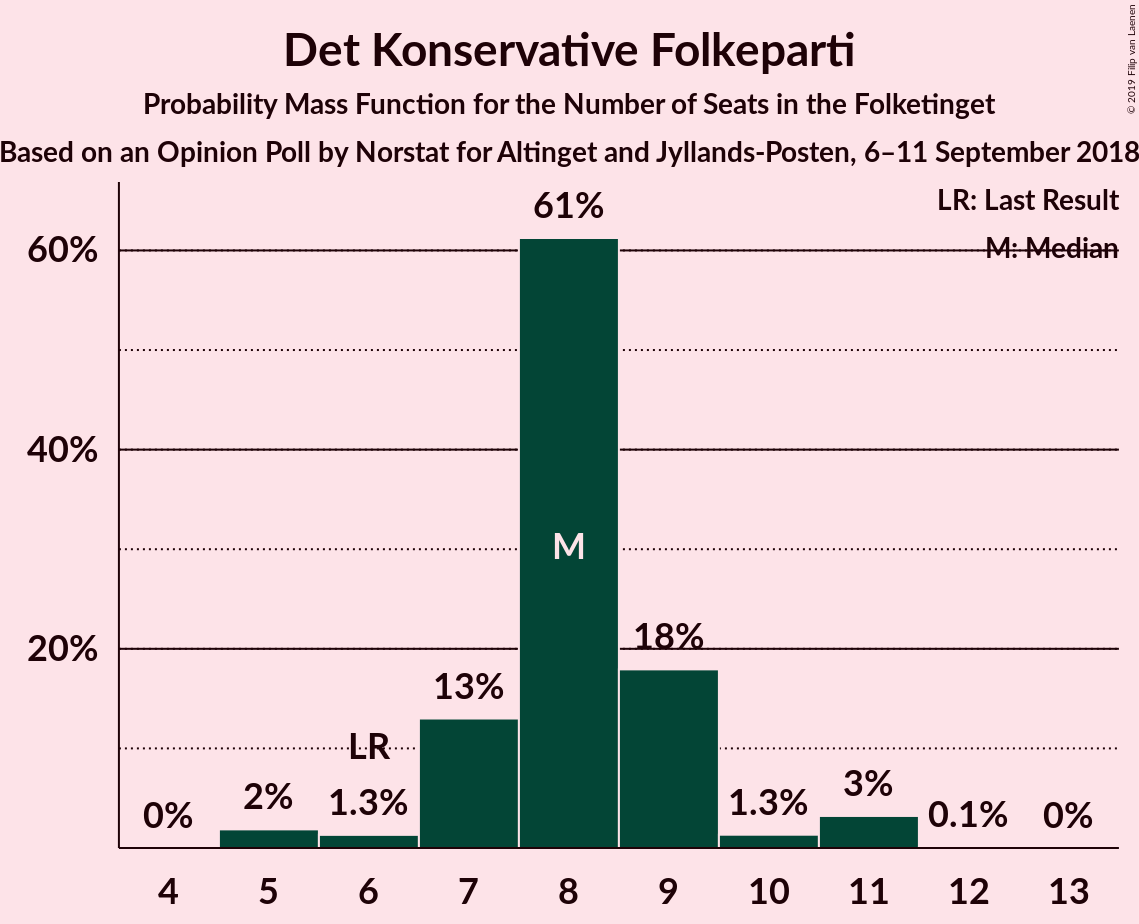 Det Konservative Folkeparti
Probability Mass Function for the Number of Seats in the Folketinget
Based on an Opinion Poll by Norstat for Altinget and Jyllands-Posten, 6–11 September 2018
© 2019 Filip van Laenen
LR: Last Result
M: Median
60%
40%
20%
0%
2%
1.3%
LR
13%
61%
M
18%
1.3%
3%
0.1%
0%
4 5 6 7 8 9 10 11 12 13